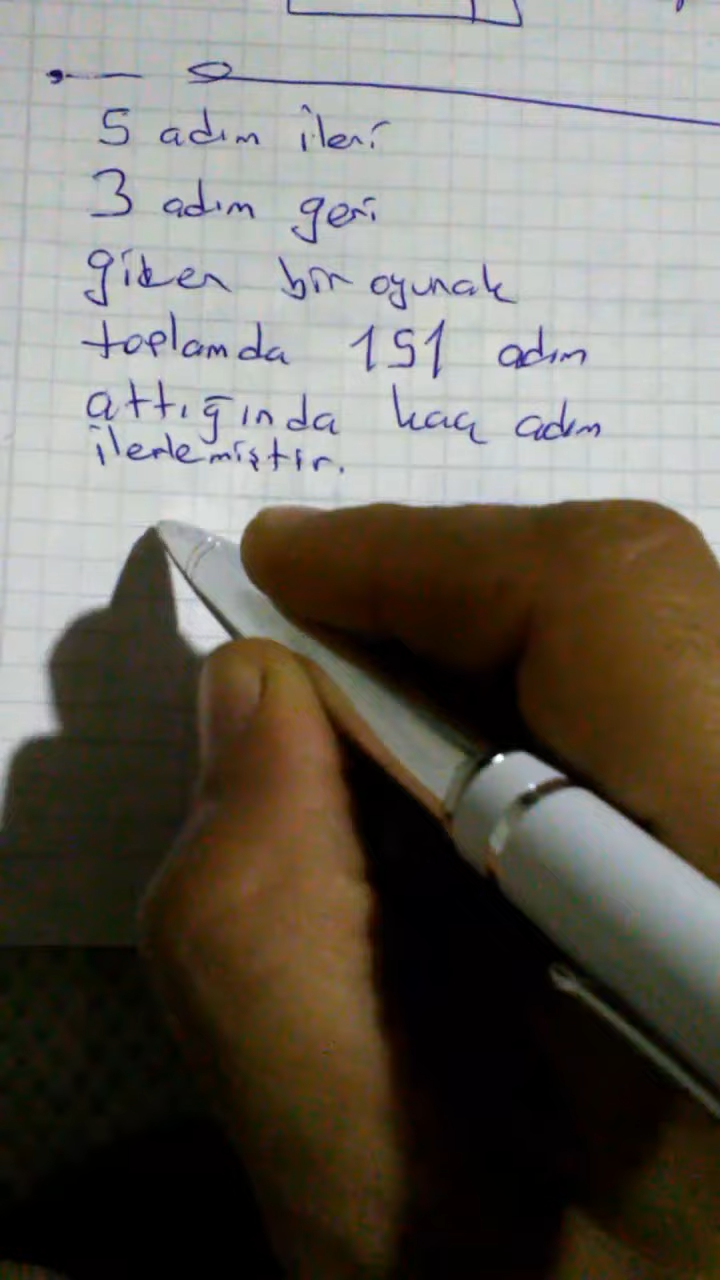 5 adım ileri
3 adım geri
giden bir oyuncak
toplamda 151 adım
attığında kaç adım
ilerlemiştir.